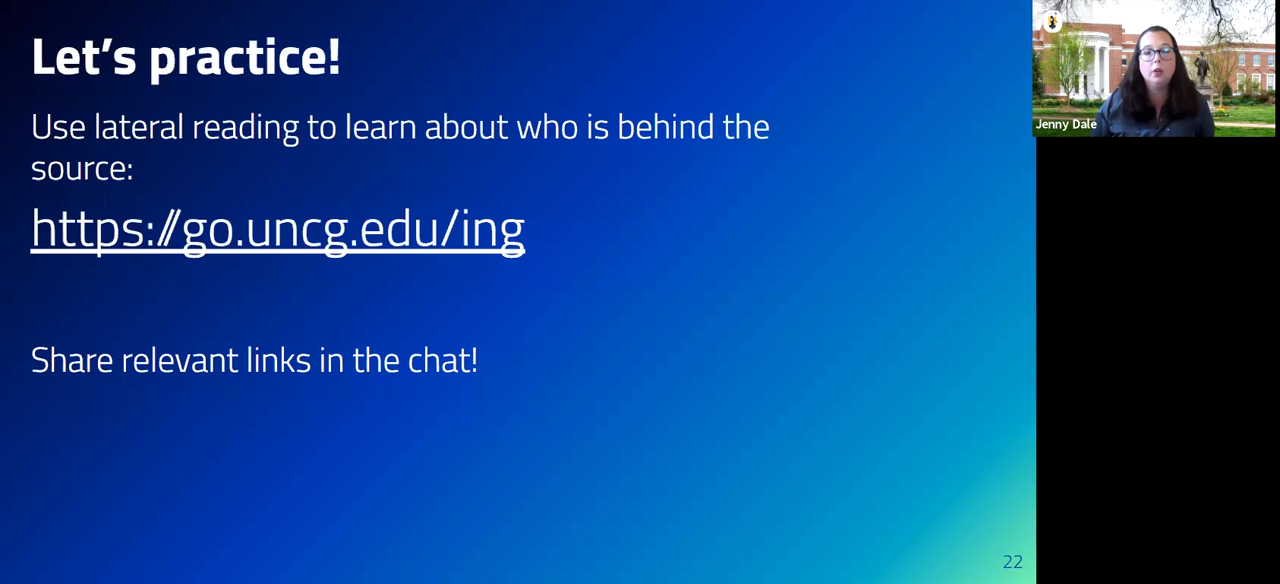 Let's practice!
Use lateral reading to learn about who is behind the
source:
https://go.uncg.edu/ing
Share relevant links in the chat!
22
Jenny Dale